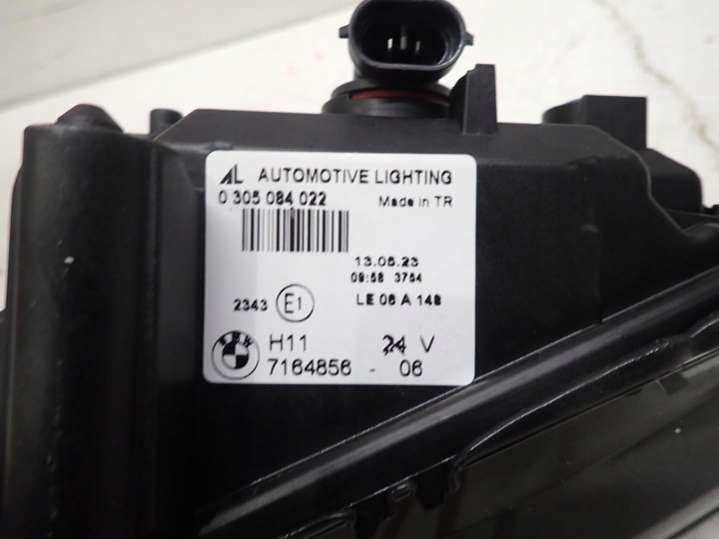 AL AUTOMOTIVE LIGHTING
0 305 084 022 Made in TR
13.06.23
09:58 3754
2343 E1 LE 06 A 148
BMW H11 24 V
7164856 - 06